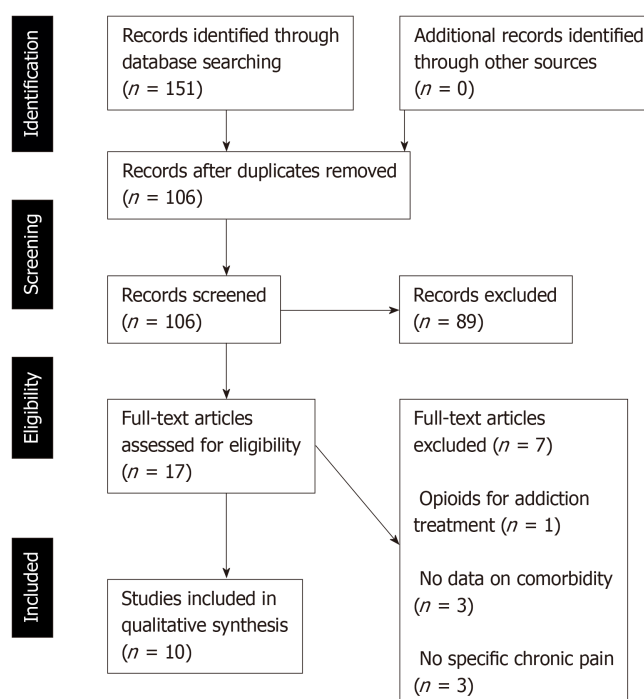 Identification
Records identified through
database searching
(n = 151)
Additional records identified
through other sources
(n = 0)
Records after duplicates removed
(n = 106)
Screening
Records screened
(n = 106)
Records excluded
(n = 89)
Eligibility
Full-text articles
assessed for eligibility
(n = 17)
Full-text articles
excluded (n = 7)
Opioids for addiction
treatment (n = 1)
No data on comorbidity
(n = 3)
No specific chronic pain
(n = 3)
Included
Studies included in
qualitative synthesis
(n = 10)